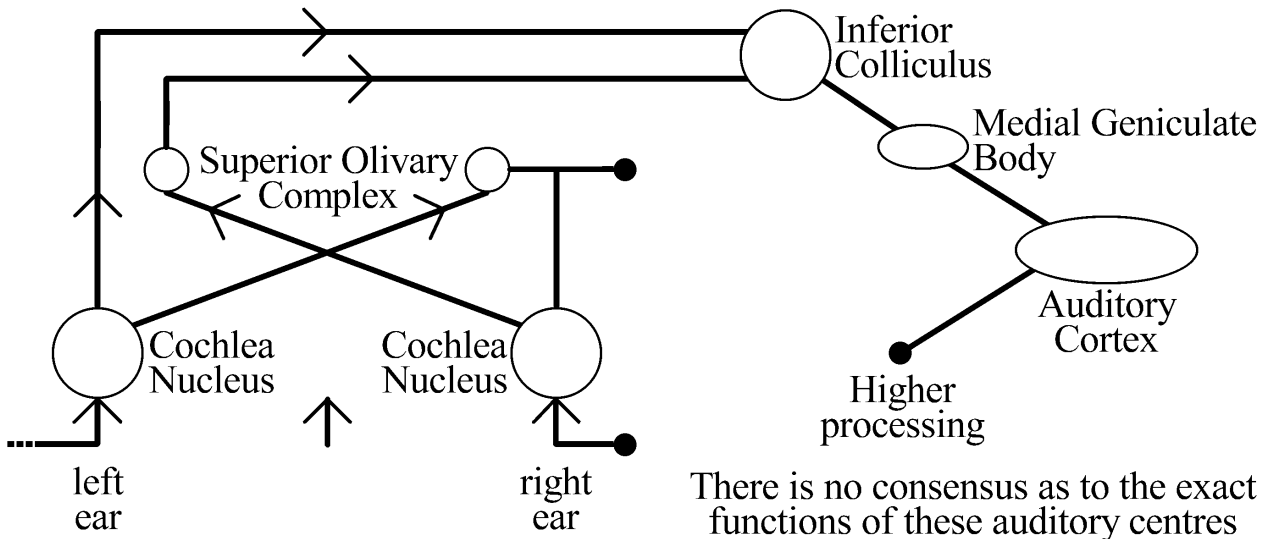 Inferior
Colliculus
Medial Geniculate
Body
Superior Olivary
Complex
Auditory
Cortex
Cochlea
Nucleus
Cochlea
Nucleus
Higher
processing
left
ear
right
ear
There is no consensus as to the exact
functions of these auditory centres